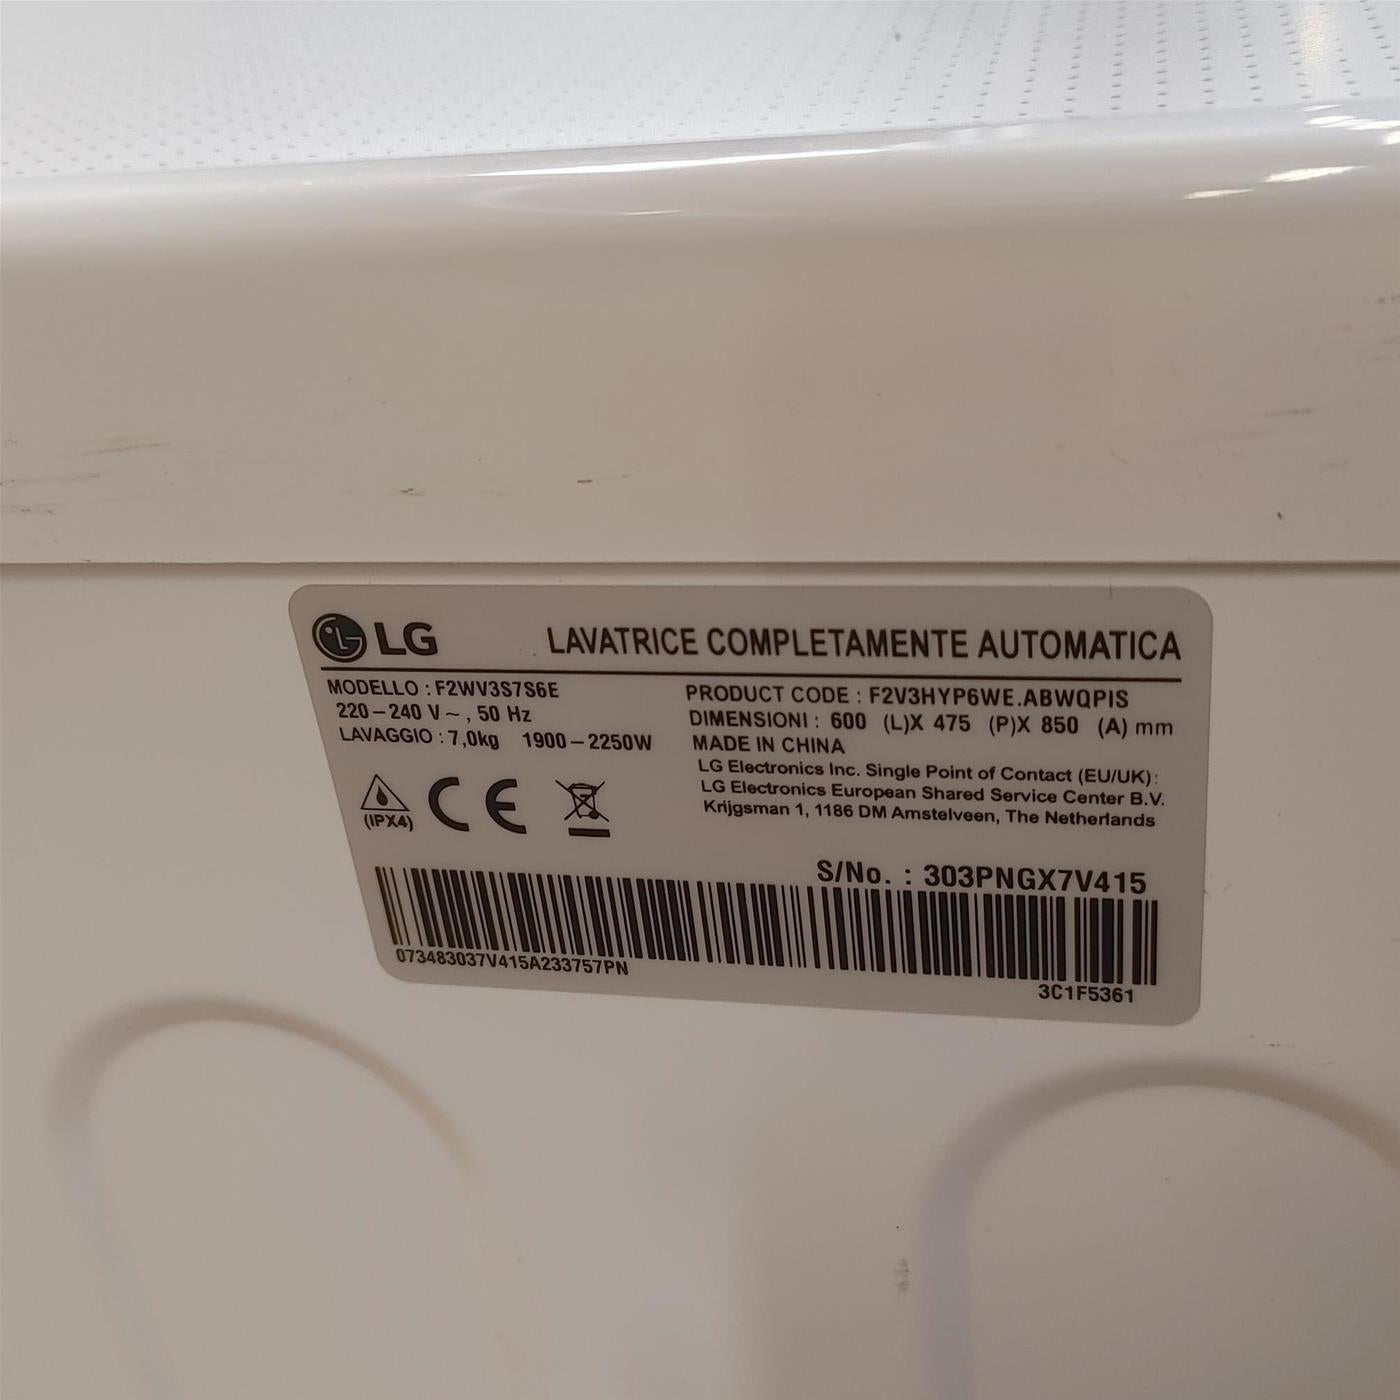 LG LAVATRICE COMPLETAMENTE AUTOMATICA
MODELLO : F2WV3S7S6E
220–240 V~, 50 Hz
LAVAGGIO : 7,0kg 1900–2250W
PRODUCT CODE : F2V3HYP6WE.ABWQPIS
DIMENSIONI : 600 (L)X 475 (P)X 850 (A) mm
MADE IN CHINA
LG Electronics Inc. Single Point of Contact (EU/UK):
LG Electronics European Shared Service Center B.V.
Krijgsman 1, 1186 DM Amstelveen, The Netherlands
(IPX4) CE
S/No. : 303PNGX7V415
073483037V415A233757PN
3C1F5361